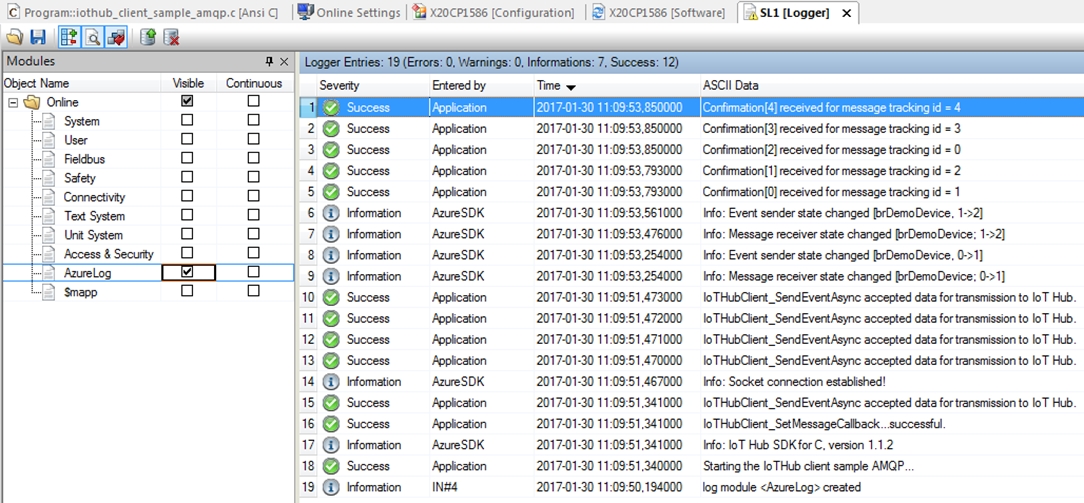 Program::iothub_client_sample_amqp.c [Ansi C] Online Settings X20CP1586 [Configuration] X20CP1586 [Software] SL1 [Logger]
Modules
Object Name Visible Continuous
Online
System
User
Fieldbus
Safety
Connectivity
Text System
Unit System
Access & Security
AzureLog
$mapp
Logger Entries: 19 (Errors: 0, Warnings: 0, Informations: 7, Success: 12)
Severity Entered by Time ASCII Data
1 Success Application 2017-01-30 11:09:53,850000 Confirmation[4] received for message tracking id = 4
2 Success Application 2017-01-30 11:09:53,850000 Confirmation[3] received for message tracking id = 3
3 Success Application 2017-01-30 11:09:53,850000 Confirmation[2] received for message tracking id = 0
4 Success Application 2017-01-30 11:09:53,793000 Confirmation[1] received for message tracking id = 2
5 Success Application 2017-01-30 11:09:53,793000 Confirmation[0] received for message tracking id = 1
6 Information AzureSDK 2017-01-30 11:09:53,561000 Info: Event sender state changed [brDemoDevice, 1->2]
7 Information AzureSDK 2017-01-30 11:09:53,476000 Info: Message receiver state changed [brDemoDevice; 1->2]
8 Information AzureSDK 2017-01-30 11:09:53,254000 Info: Event sender state changed [brDemoDevice, 0->1]
9 Information AzureSDK 2017-01-30 11:09:53,254000 Info: Message receiver state changed [brDemoDevice; 0->1]
10 Success Application 2017-01-30 11:09:51,473000 IoTHubClient_SendEventAsync accepted data for transmission to IoT Hub.
11 Success Application 2017-01-30 11:09:51,472000 IoTHubClient_SendEventAsync accepted data for transmission to IoT Hub.
12 Success Application 2017-01-30 11:09:51,471000 IoTHubClient_SendEventAsync accepted data for transmission to IoT Hub.
13 Success Application 2017-01-30 11:09:51,470000 IoTHubClient_SendEventAsync accepted data for transmission to IoT Hub.
14 Information AzureSDK 2017-01-30 11:09:51,467000 Info: Socket connection established!
15 Success Application 2017-01-30 11:09:51,341000 IoTHubClient_SendEventAsync accepted data for transmission to IoT Hub.
16 Success Application 2017-01-30 11:09:51,341000 IoTHubClient_SetMessageCallback...successful.
17 Information AzureSDK 2017-01-30 11:09:51,341000 Info: IoT Hub SDK for C, version 1.1.2
18 Success Application 2017-01-30 11:09:51,340000 Starting the IoTHub client sample AMQP...
19 Information IN#4 2017-01-30 11:09:50,194000 log module <AzureLog> created